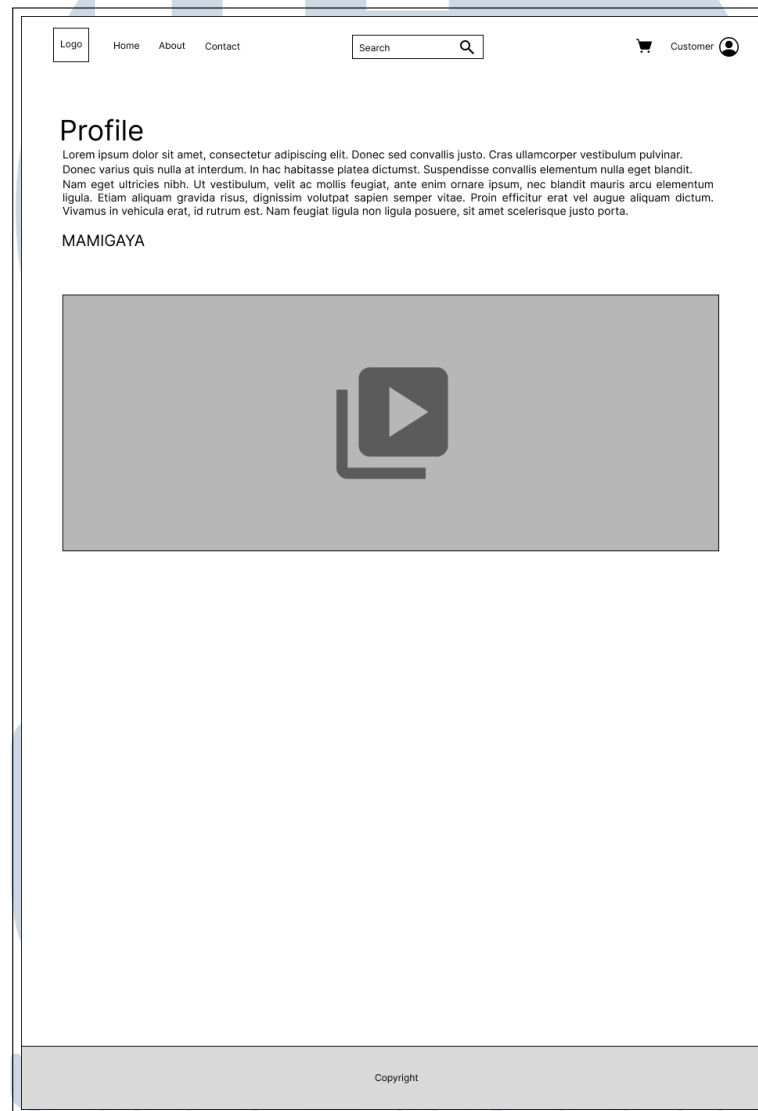 Logo
Home About Contact
Search
Customer
Profile
Lorem ipsum dolor sit amet, consectetur adipiscing elit. Donec sed convallis justo. Cras ullamcorper vestibulum pulvinar.
Donec varius quis nulla at interdum. In hac habitasse platea dictumst. Suspendisse convallis elementum nulla eget blandit.
Nam eget ultricies nibh. Ut vestibulum, velit ac mollis feugiat, ante enim ornare ipsum, nec blandit mauris arcu elementum
ligula. Etiam aliquam gravida risus, dignissim volutpat sapien semper vitae. Proin efficitur erat vel augue aliquam dictum.
Vivamus in vehicula erat, id rutrum est. Nam feugiat ligula non ligula posuere, sit amet scelerisque justo porta.
MAMIGAYA
Copyright